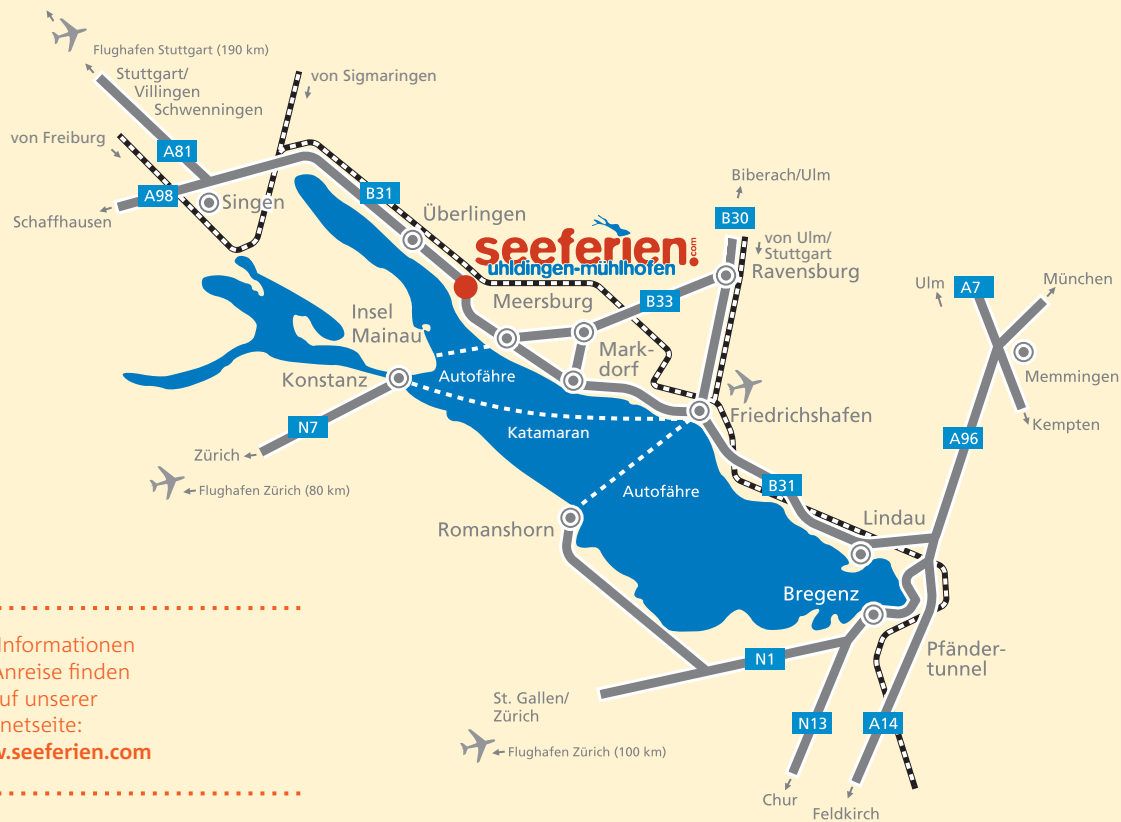 Flughafen Stuttgart (190 km)
Stuttgart/
Villingen
Schwenningen
von Sigmaringen
von Freiburg
A81
A98
Schaffhausen
Singen
B31
Überlingen
seeferien!.com
uhldingen-mühlhofen
Biberach/Ulm
B30
von Ulm/
Stuttgart
Ravensburg
B33
Meersburg
Insel
Mainau
Mark-
dorf
Konstanz
Autofähre
Ulm
A7
München
Memmingen
Kempten
A96
Friedrichshafen
Katamaran
N7
Zürich
Flughafen Zürich (80 km)
Autofähre
B31
Romanshorn
Lindau
Bregenz
Pfänder-
tunnel
N1
St. Gallen/
Zürich
Flughafen Zürich (100 km)
N13
A14
Chur
Feldkirch
Informationen
Anreise finden
uf unserer
netseite:
w.seeferien.com